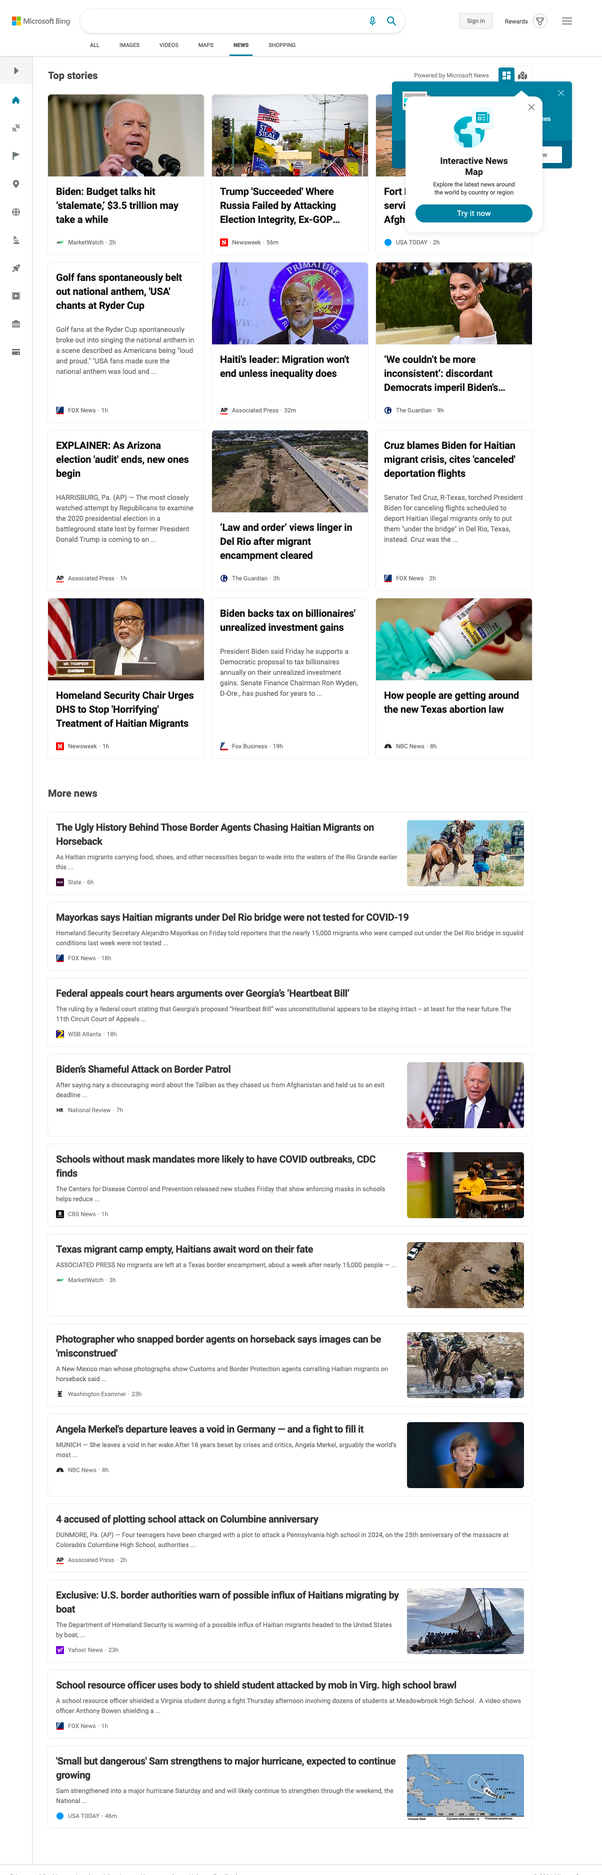 Microsoft Bing
Sign in
Rewards
ALL
IMAGES
VIDEOS
MAPS
NEWS
SHOPPING
Top stories
Powered by Microsoft News
Interactive News
Map
Explore the latest news around
the world by country or region
Try it now
Biden: Budget talks hit
‘stalemate,’ $3.5 trillion may
take a while
MarketWatch · 2h
Trump 'Succeeded' Where
Russia Failed by Attacking
Election Integrity, Ex-GOP...
Newsweek · 56m
Fort
servi
Afgh
USA TODAY · 2h
Golf fans spontaneously belt
out national anthem, 'USA'
chants at Ryder Cup
Golf fans at the Ryder Cup spontaneously
broke out into singing the national anthem in
a scene described as Americans being "loud
and proud." "USA fans made sure the
national anthem was loud and ...
FOX News · 1h
Haiti's leader: Migration won't
end unless inequality does
AP Associated Press · 32m
‘We couldn’t be more
inconsistent’: discordant
Democrats imperil Biden’s...
The Guardian · 9h
EXPLAINER: As Arizona
election 'audit' ends, new ones
begin
HARRISBURG, Pa. (AP) — The most closely
watched attempt by Republicans to examine
the 2020 presidential election in a
battleground state lost by former President
Donald Trump is coming to an ...
AP Associated Press · 1h
‘Law and order’ views linger in
Del Rio after migrant
encampment cleared
The Guardian · 3h
Cruz blames Biden for Haitian
migrant crisis, cites 'canceled'
deportation flights
Senator Ted Cruz, R-Texas, torched President
Biden for canceling flights scheduled to
deport Haitian illegal migrants only to put
them "under the bridge" in Del Rio, Texas,
instead. Cruz was the ...
FOX News · 2h
MR. THOMPSON
Homeland Security Chair Urges
DHS to Stop 'Horrifying'
Treatment of Haitian Migrants
Newsweek · 1h
Biden backs tax on billionaires'
unrealized investment gains
President Biden said Friday he supports a
Democratic proposal to tax billionaires
annually on their unrealized investment
gains. Senate Finance Chairman Ron Wyden,
D-Ore., has pushed for years to ...
Fox Business · 19h
How people are getting around
the new Texas abortion law
NBC News · 8h
More news
The Ugly History Behind Those Border Agents Chasing Haitian Migrants on
Horseback
As Haitian migrants carrying food, shoes, and other necessities began to wade into the waters of the Rio Grande earlier
this ...
Slate · 6h
Mayorkas says Haitian migrants under Del Rio bridge were not tested for COVID-19
Homeland Security Secretary Alejandro Mayorkas on Friday told reporters that the nearly 15,000 migrants who were camped out under the Del Rio bridge in squalid
conditions last week were not tested ...
FOX News · 18h
Federal appeals court hears arguments over Georgia's ‘Heartbeat Bill’
The ruling by a federal court stating that Georgia's proposed "Heartbeat Bill" was unconstitutional appears to be staying intact – at least for the near future.The
11th Circuit Court of Appeals ...
WSB Atlanta · 18h
Biden’s Shameful Attack on Border Patrol
After saying nary a discouraging word about the Taliban as they chased us from Afghanistan and held us to an exit
deadline ...
NR National Review · 7h
Schools without mask mandates more likely to have COVID outbreaks, CDC
finds
The Centers for Disease Control and Prevention released new studies Friday that show enforcing masks in schools
helps reduce ...
CBS News · 1h
Texas migrant camp empty, Haitians await word on their fate
ASSOCIATED PRESS No migrants are left at a Texas border encampment, about a week after nearly 15,000 people — ...
MarketWatch · 3h
Photographer who snapped border agents on horseback says images can be
'misconstrued'
A New Mexico man whose photographs show Customs and Border Protection agents corralling Haitian migrants on
horseback said ...
Washington Examiner · 23h
Angela Merkel's departure leaves a void in Germany — and a fight to fill it
MUNICH — She leaves a void in her wake.After 16 years beset by crises and critics, Angela Merkel, arguably the world's
most ...
NBC News · 8h
4 accused of plotting school attack on Columbine anniversary
DUNMORE, Pa. (AP) — Four teenagers have been charged with a plot to attack a Pennsylvania high school in 2024, on the 25th anniversary of the massacre at
Colorado's Columbine High School, authorities ...
AP Associated Press · 2h
Exclusive: U.S. border authorities warn of possible influx of Haitians migrating by
boat
The Department of Homeland Security is warning of a possible influx of Haitian migrants headed to the United States
by boat, ...
Yahoo! News · 23h
School resource officer uses body to shield student attacked by mob in Virg. high school brawl
A school resource officer shielded a Virginia student during a fight Thursday afternoon involving dozens of students at Meadowbrook High School. A video shows
officer Anthony Bowen shielding a ...
FOX News · 1h
'Small but dangerous' Sam strengthens to major hurricane, expected to continue
growing
Sam strengthened into a major hurricane Saturday and and will likely continue to strengthen through the weekend, the
National ...
USA TODAY · 46m